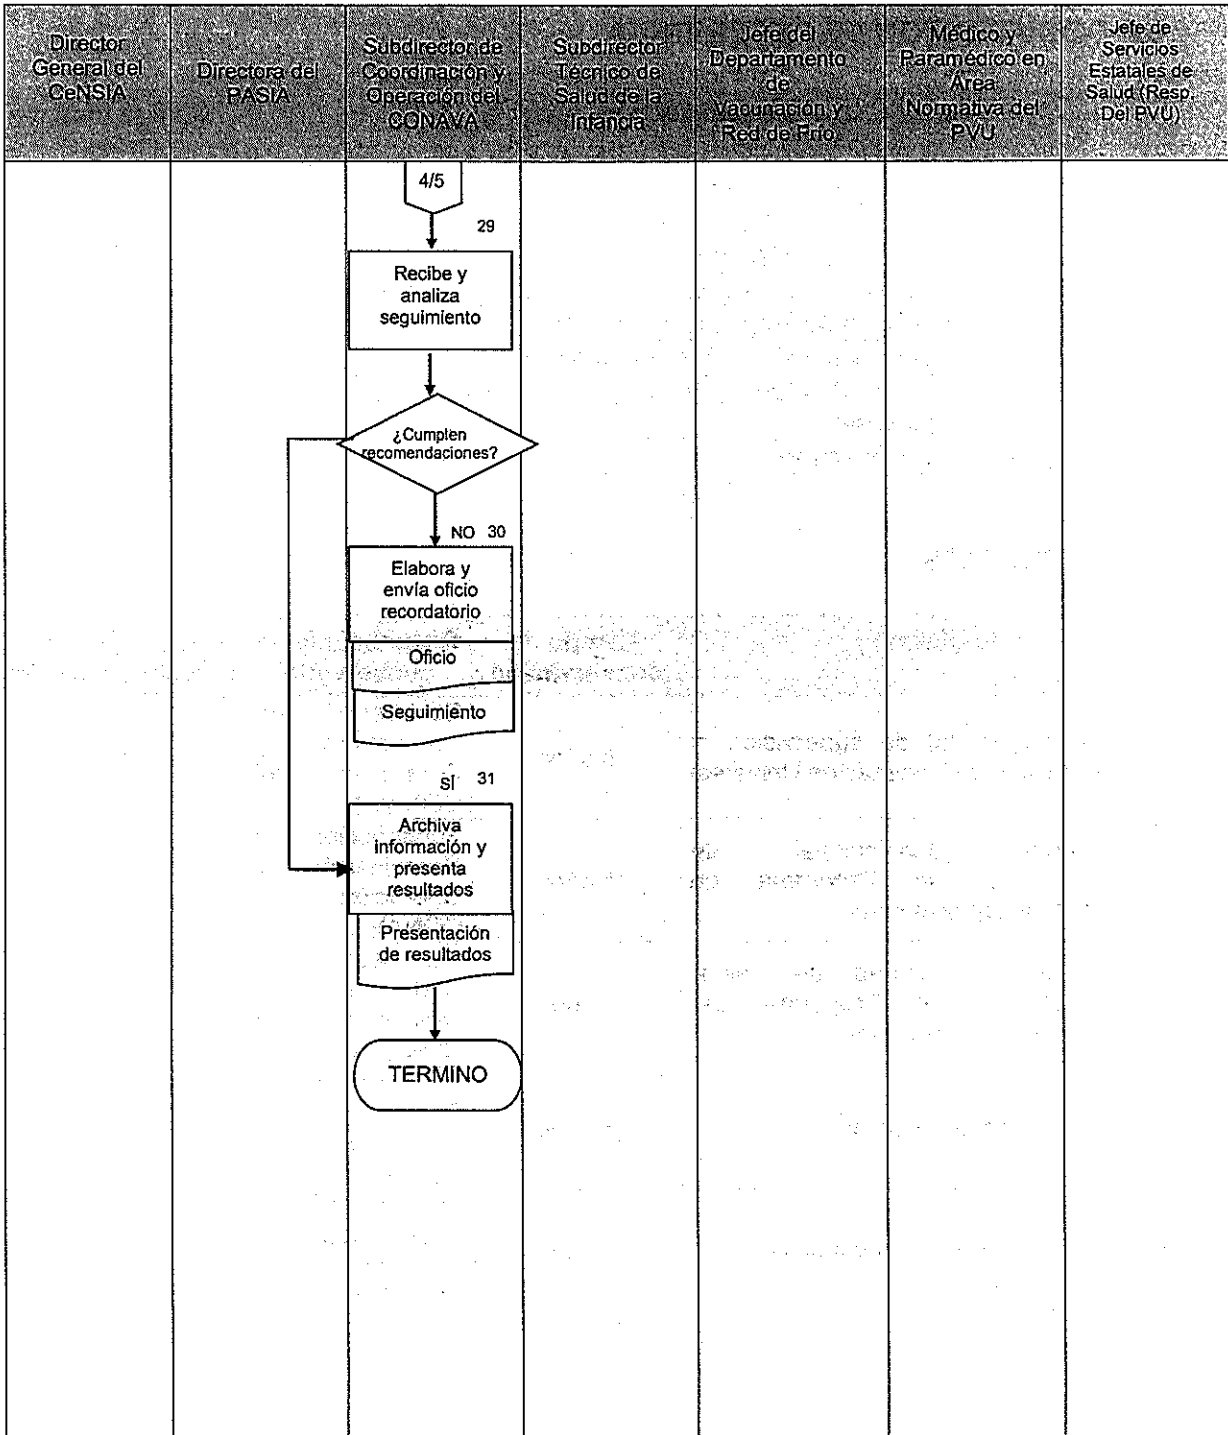 Director
General del
CeNSIA
Directora del
PASIA
Subdirector de
Coordinación y
Operación del
CONAVA
Subdirector
Técnico de
Salud de la
Infancia
Jefe del
Departamento
de
Vacunación y
Red de Frío
Médico y
Paramédico en
Área
Normativa del
PVU
Jefe de
Servicios
Estatales de
Salud (Resp.
Del PVU)
4/5
29
Recibe y
analiza
seguimiento
¿Cumplen
recomendaciones?
NO 30
Elabora y
envía oficio
recordatorio
Oficio
Seguimiento
SÍ 31
Archiva
información y
presenta
resultados
Presentación
de resultados
TERMINO